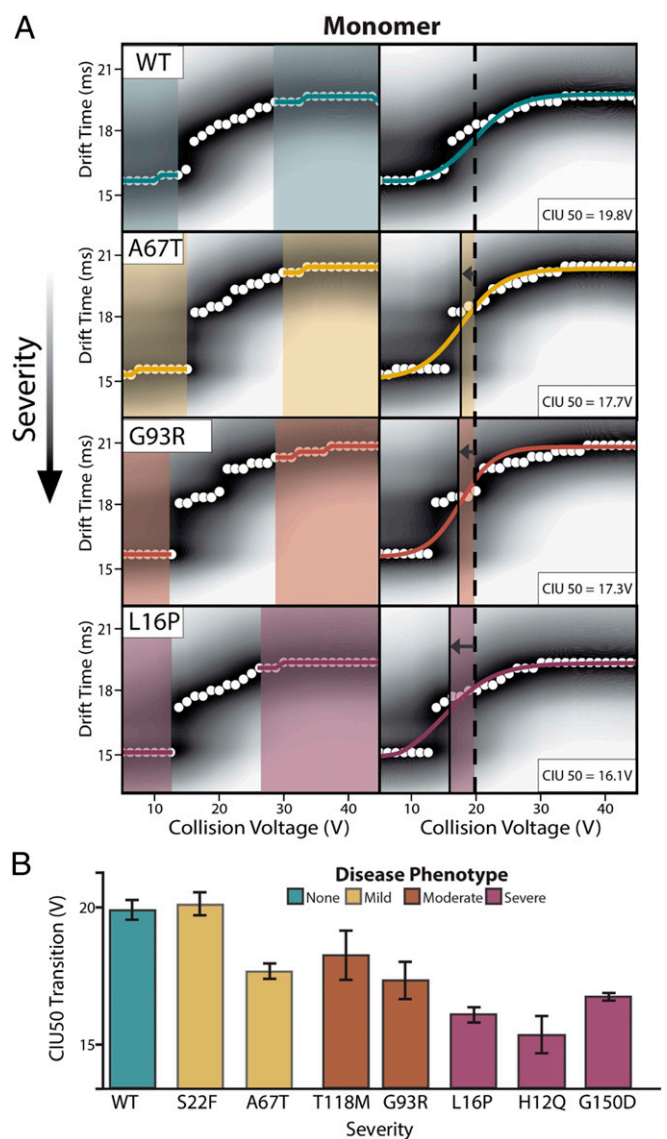 A
Monomer
WT
Drift Time (ms)
21
18
15
CIU 50 = 19.8V
A67T
Drift Time (ms)
21
18
15
CIU 50 = 17.7V
G93R
Drift Time (ms)
21
18
15
CIU 50 = 17.3V
L16P
Drift Time (ms)
21
18
15
CIU 50 = 16.1V
Severity
10 20 30 40 10 20 30 40
Collision Voltage (V) Collision Voltage (V)
B
Disease Phenotype
None Mild Moderate Severe
CIU50 Transition (V)
20
15
WT S22F A67T T118M G93R L16P H12Q G150D
Severity